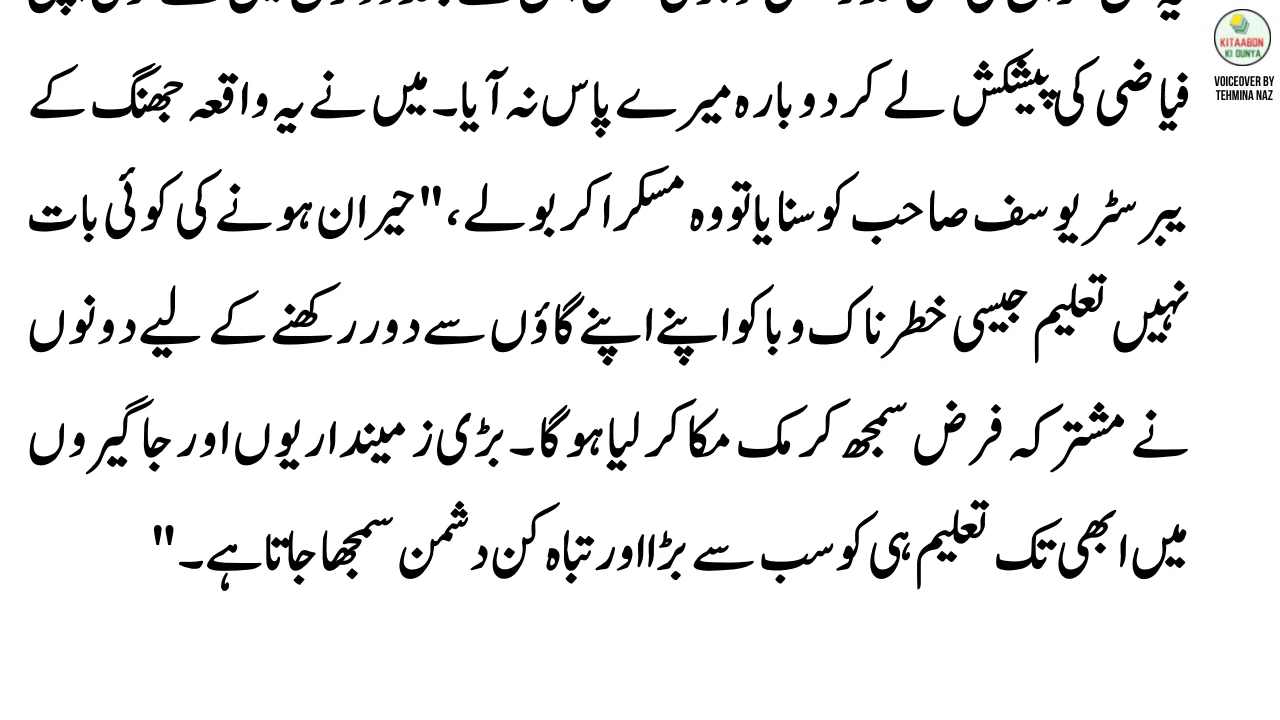 فیاضی کی پیشکش لے کر دوبارہ میرے پاس نہ آیا۔ میں نے یہ واقعہ جھنگ کے
بیرسٹر یوسف صاحب کو سنایا تو وہ مسکرا کر بولے، "حیران ہونے کی کوئی بات
نہیں تعلیم جیسی خطرناک وبا کو اپنے اپنے گاؤں سے دور رکھنے کے لیے دونوں
نے مشترکہ فرض سمجھ کر مک مکا کر لیا ہو گا۔ بڑی زمینداریوں اور جاگیروں
میں ابھی تک تعلیم ہی کو سب سے بڑا اور تباہ کن دشمن سمجھا جاتا ہے۔"
KITAABON
KI DUNYA
VOICEOVER BY
TEHMINA NAZ